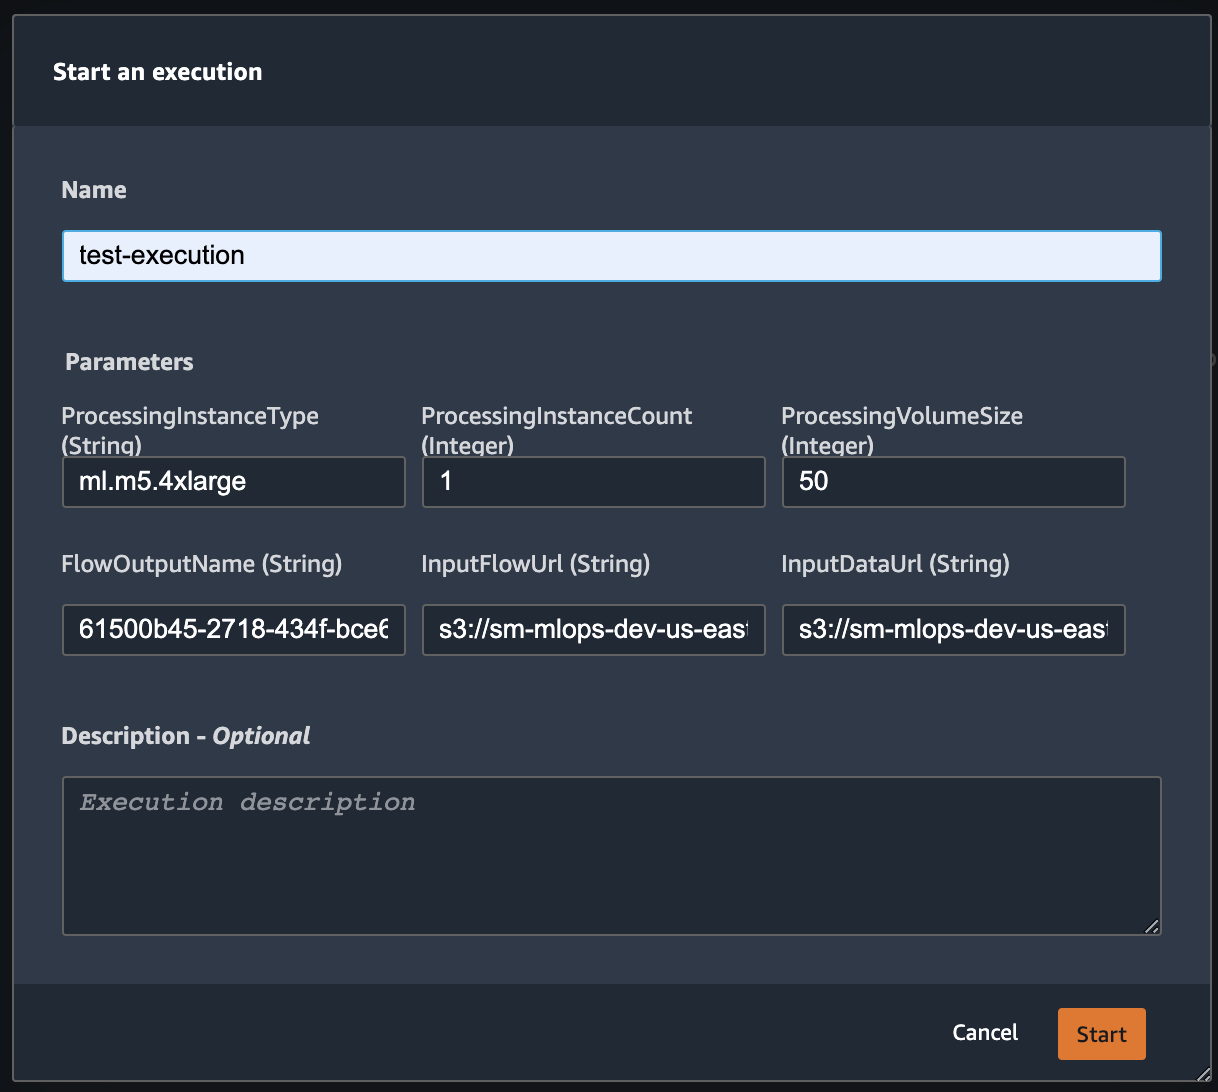 Start an execution
Name
test-execution
Parameters
ProcessingInstanceType (String)
ProcessingInstanceCount (Integer)
ProcessingVolumeSize (Integer)
ml.m5.4xlarge
1
50
FlowOutputName (String)
InputFlowUrl (String)
InputDataUrl (String)
61500b45-2718-434f-bce6
s3://sm-mlops-dev-us-east
s3://sm-mlops-dev-us-east
Description - Optional
Execution description
Cancel
Start